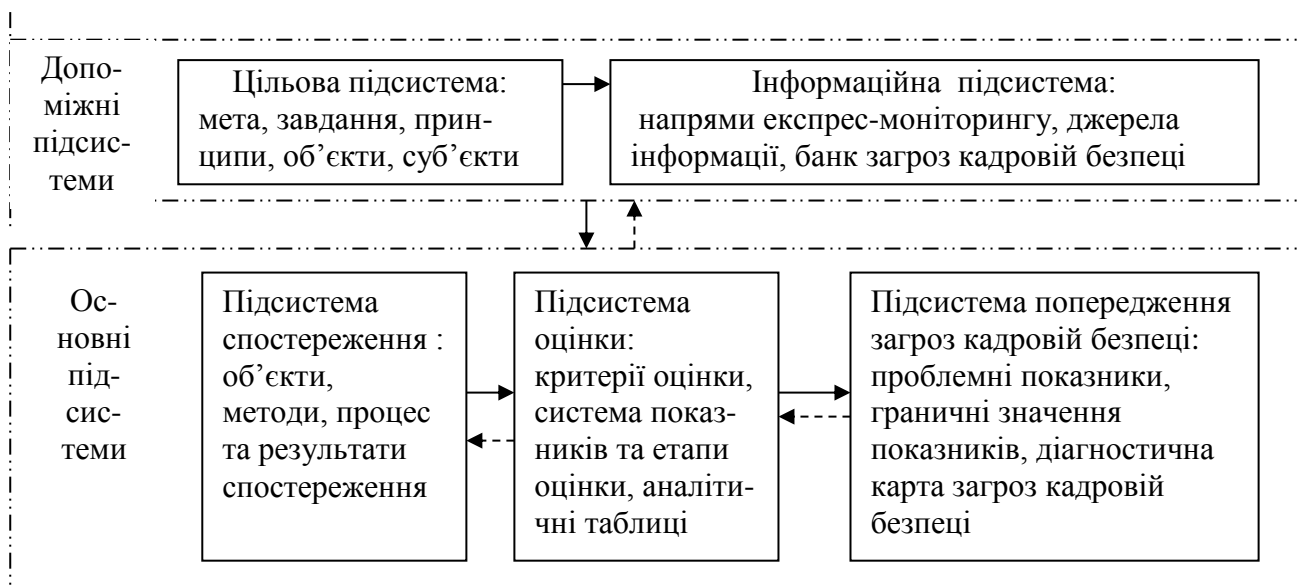 Допо-
міжні
підсис-
теми
Цільова підсистема:
мета, завдання, прин-
ципи, об’єкти, суб’єкти
Інформаційна підсистема:
напрями експрес-моніторингу, джерела
інформації, банк загроз кадровій безпеці
Ос-
новні
під-
сис-
теми
Підсистема
спостереження :
об’єкти,
методи, процес
та результати
спостереження
Підсистема
оцінки:
критерії оцінки,
система показ-
ників та етапи
оцінки, аналіти-
чні таблиці
Підсистема попередження
загроз кадровій безпеці:
проблемні показники,
граничні значення
показників, діагностична
карта загроз кадровій
безпеці